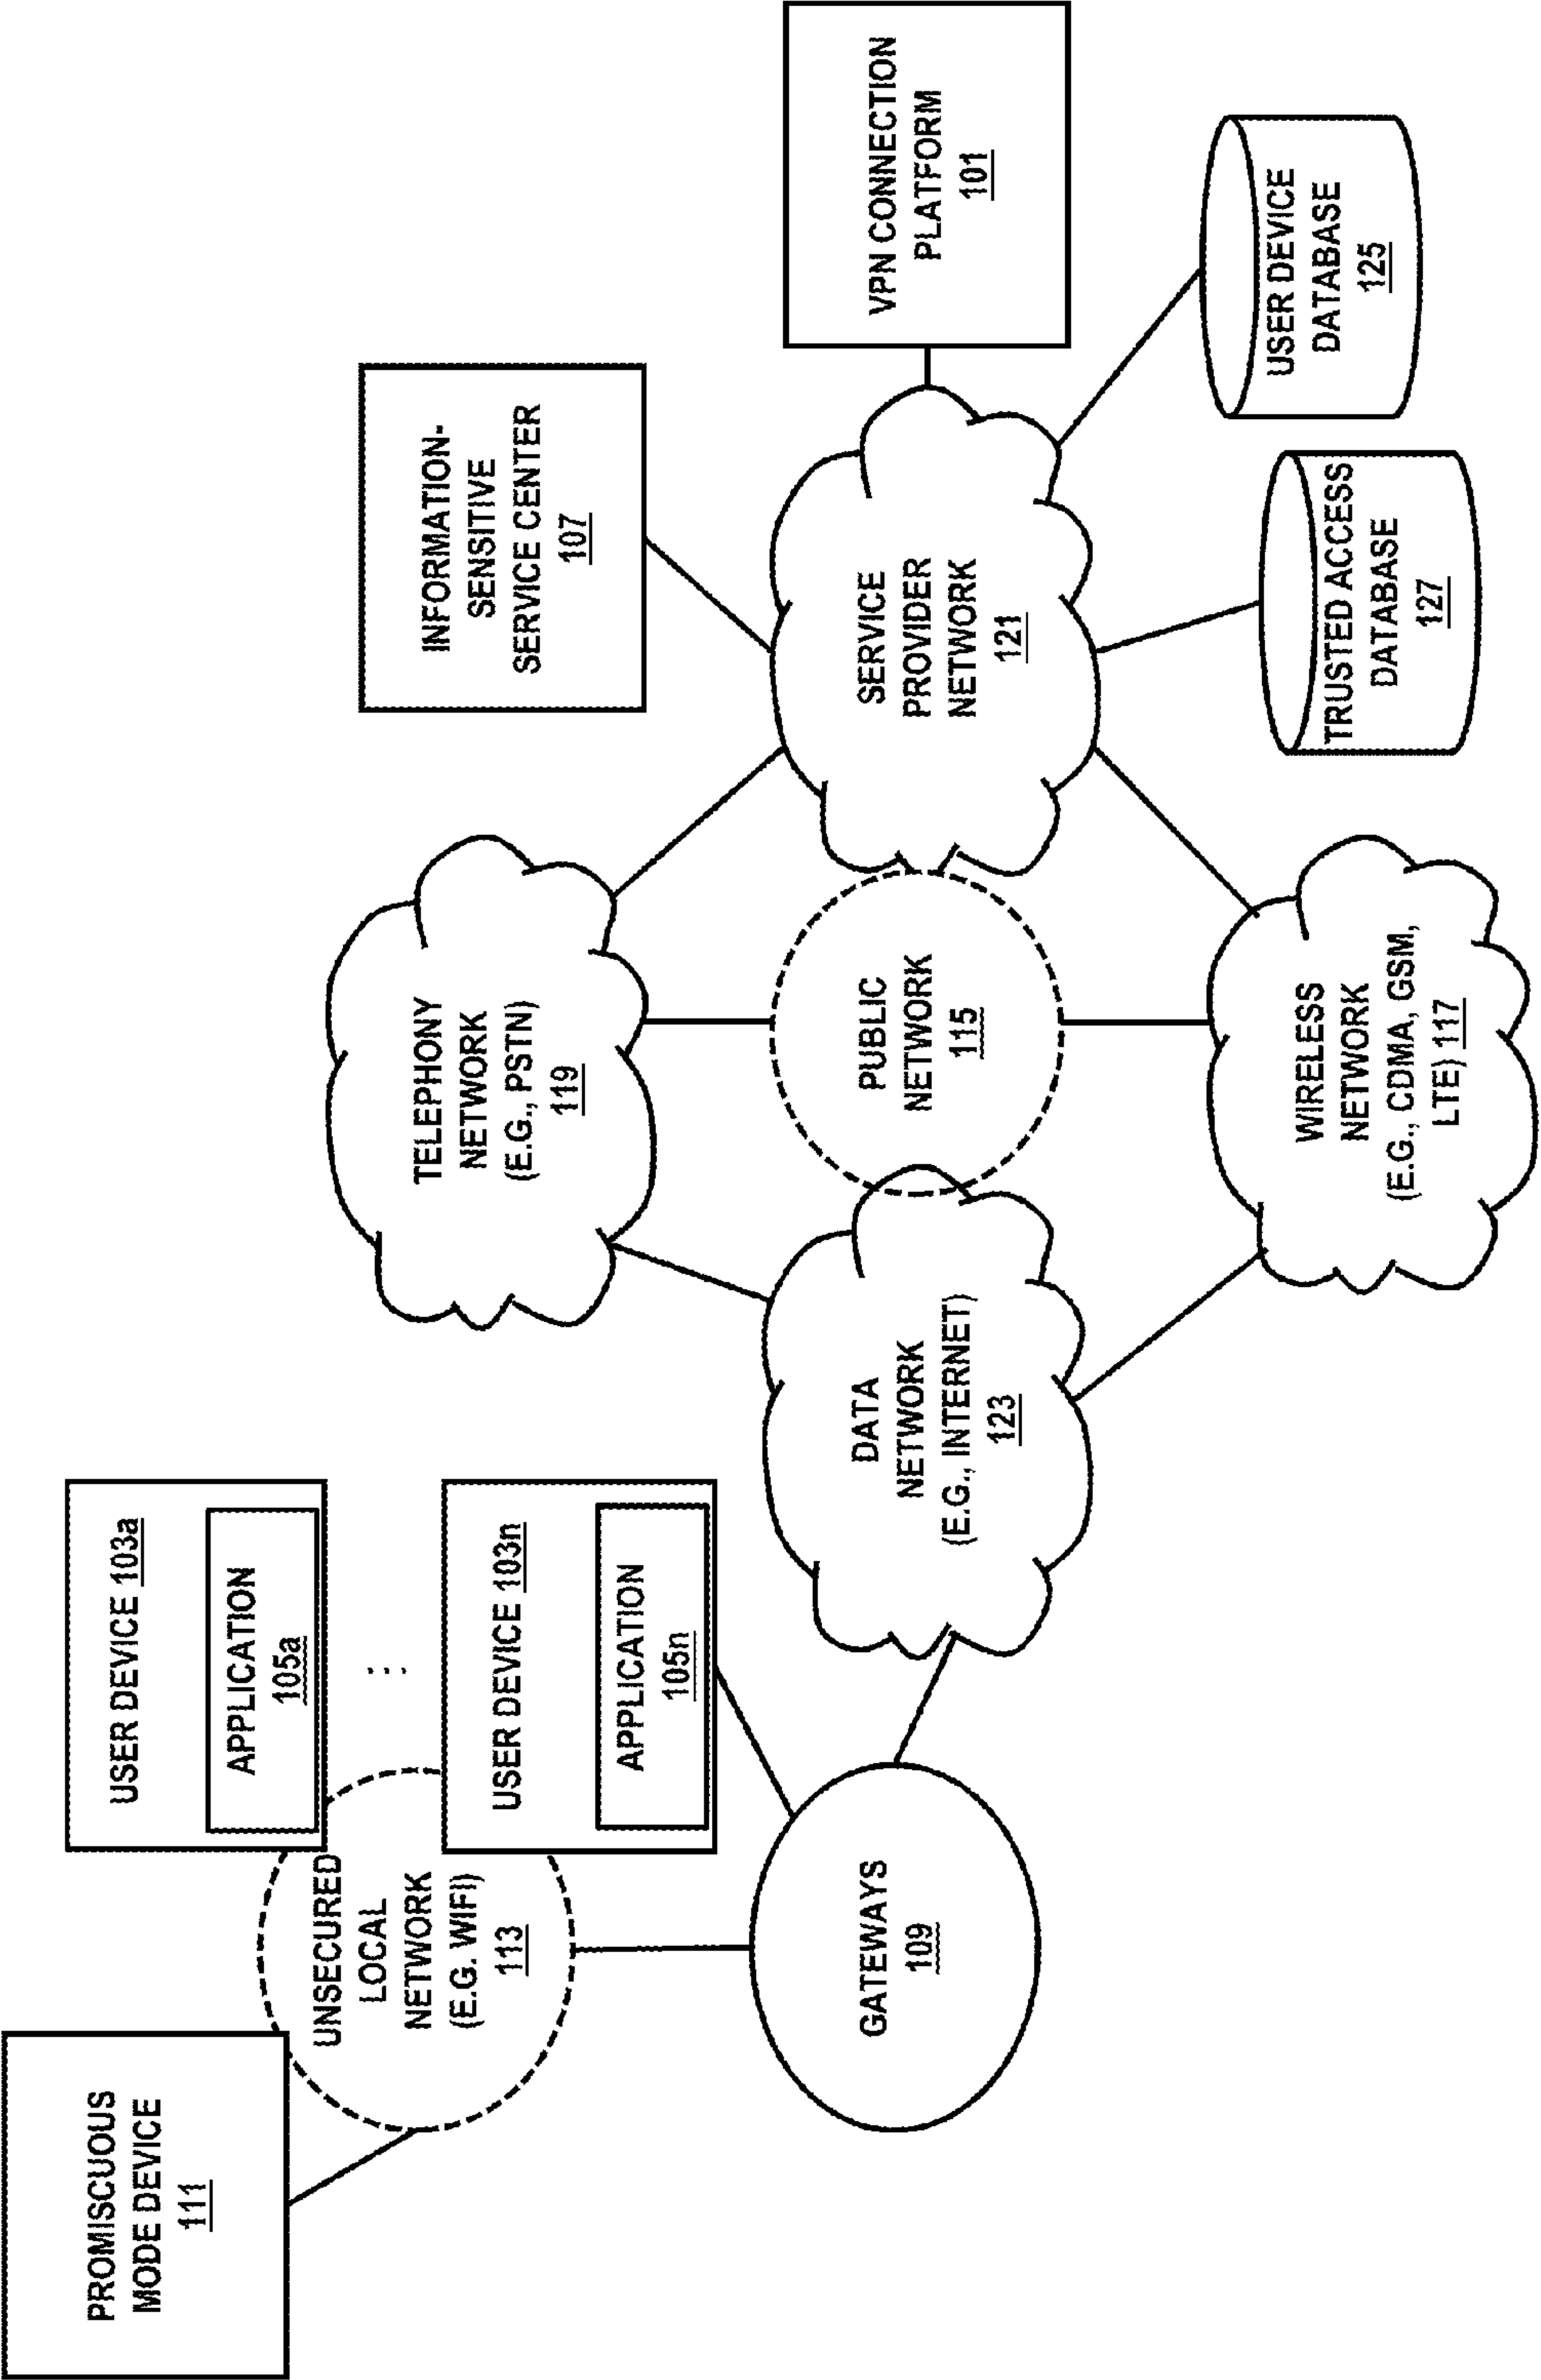 PROMISCUOUS
MODE DEVICE
111
USER DEVICE 103a
APPLICATION
105a
...
UNSECURED
LOCAL
NETWORK
(E.G. WIFI)
113
USER DEVICE 103n
APPLICATION
105n
GATEWAYS
109
TELEPHONY
NETWORK
(E.G., PSTN)
119
DATA
NETWORK
(E.G., INTERNET)
123
PUBLIC
NETWORK
115
WIRELESS
NETWORK
(E.G., CDMA, GSM,
LTE) 117
INFORMATION-
SENSITIVE
SERVICE CENTER
107
SERVICE
PROVIDER
NETWORK
121
VPN CONNECTION
PLATFORM
101
TRUSTED ACCESS
DATABASE
127
USER DEVICE
DATABASE
125